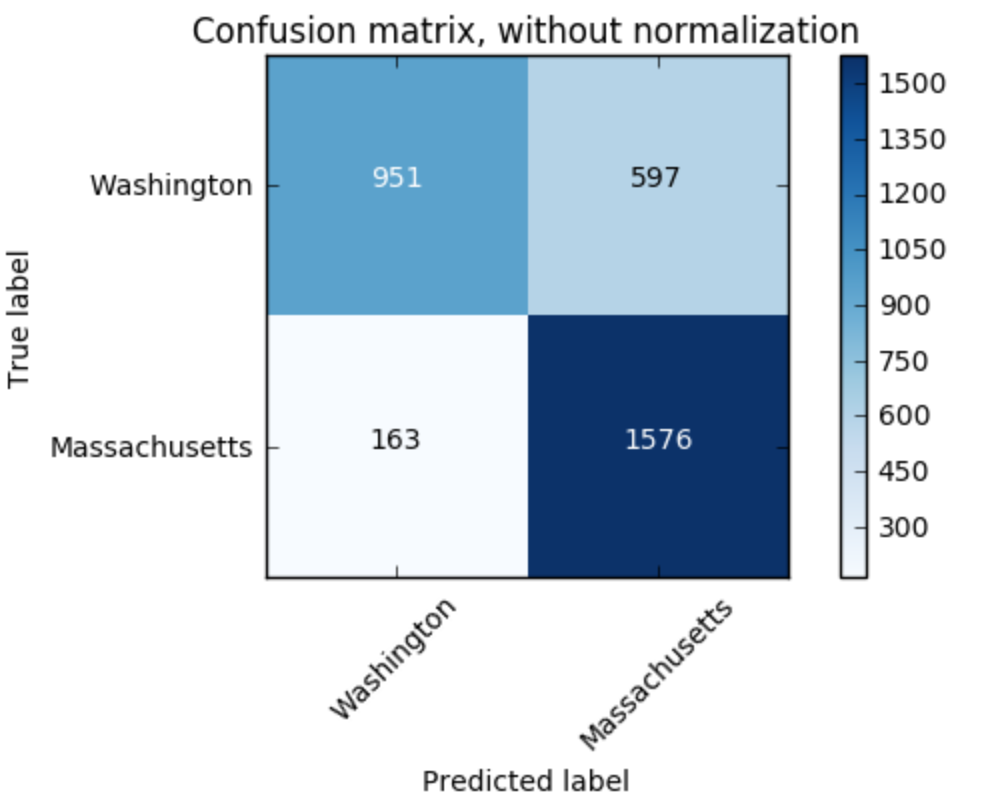 Confusion matrix, without normalization
True label
Washington
Massachusetts
951
597
163
1576
Washington
Massachusetts
Predicted label
1500
1350
1200
1050
900
750
600
450
300